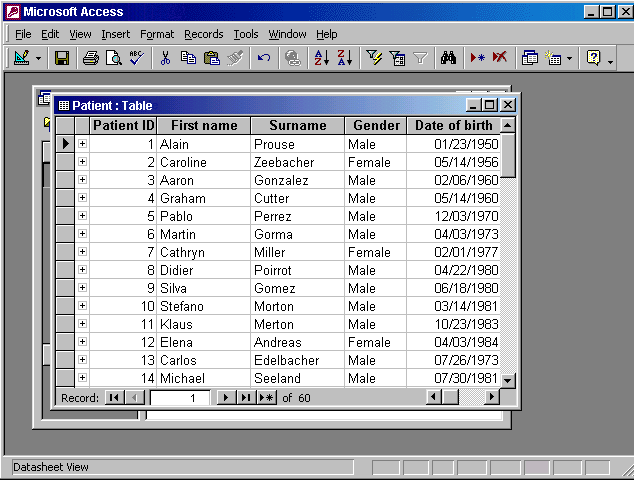 Microsoft Access
File Edit View Insert Format Records Tools Window Help
Patient : Table
Patient ID First name Surname Gender Date of birth
1 Alain Prouse Male 01/23/1950
2 Caroline Zeebacher Female 05/14/1956
3 Aaron Gonzalez Male 02/06/1960
4 Graham Cutter Male 05/14/1960
5 Pablo Perrez Male 12/03/1970
6 Martin Gorma Male 04/03/1973
7 Cathryn Miller Female 02/01/1977
8 Didier Poirrot Male 04/22/1980
9 Silva Gomez Male 06/18/1980
10 Stefano Morton Male 03/14/1981
11 Klaus Merton Male 10/23/1983
12 Elena Andreas Female 04/03/1984
13 Carlos Edelbacher Male 07/26/1973
14 Michael Seeland Male 07/30/1981
Record: 1 of 60
Datasheet View